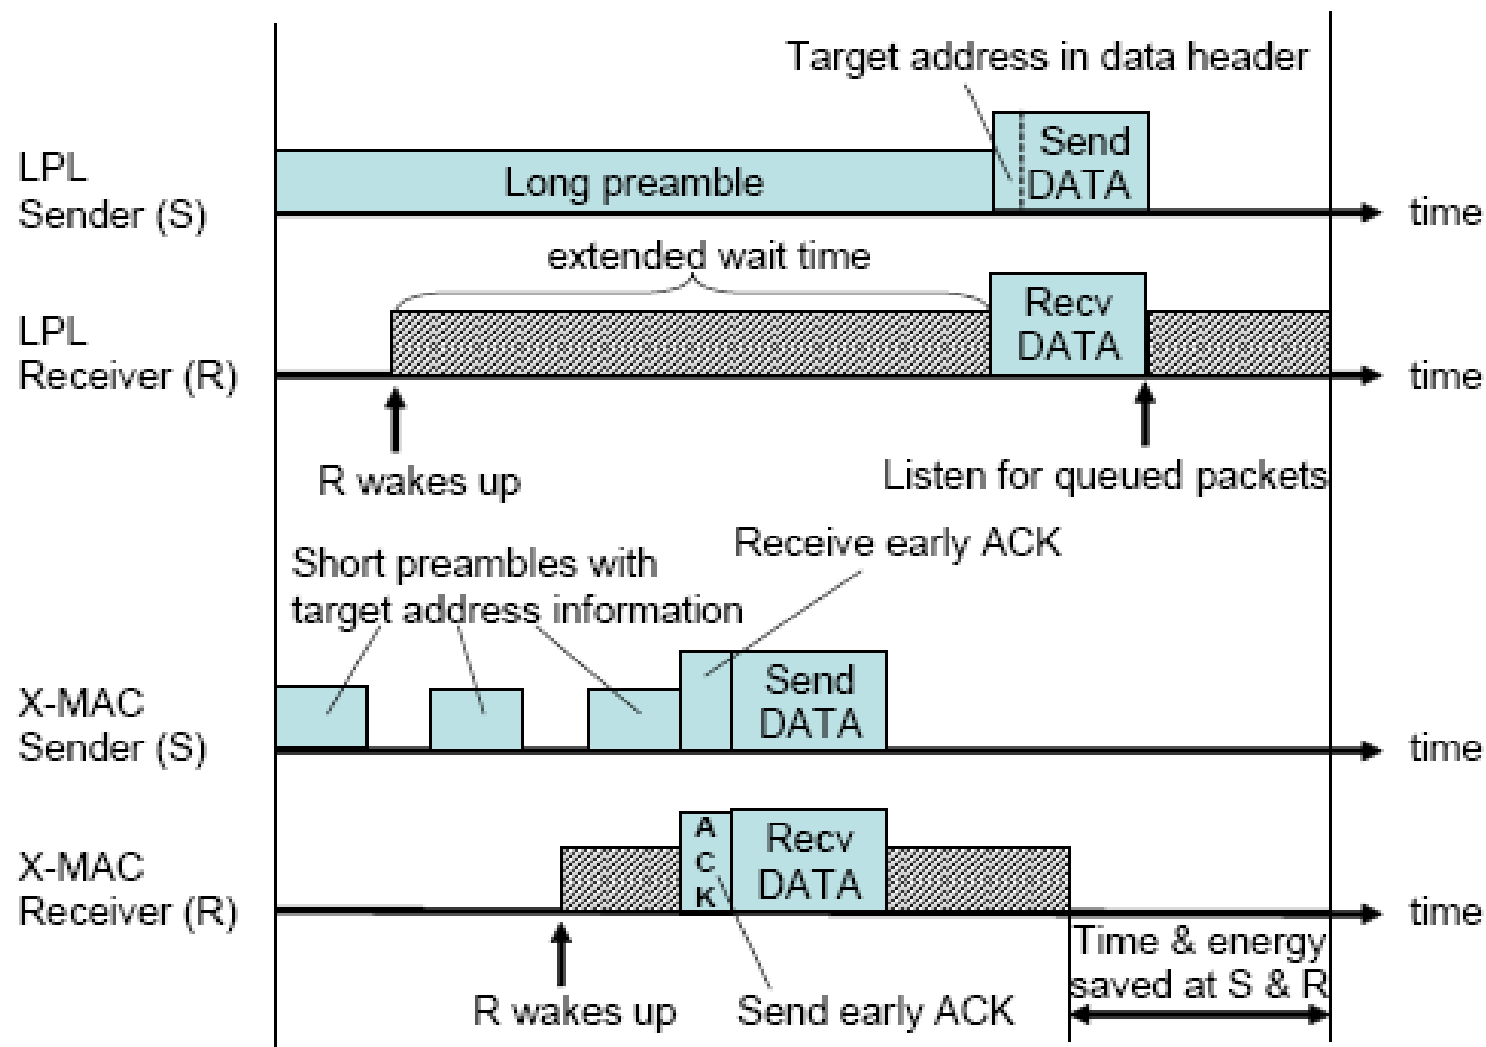 Target address in data header
LPL
Sender (S)
Long preamble
Send
DATA
time
extended wait time
LPL
Receiver (R)
Recv
DATA
time
R wakes up
Listen for queued packets
Receive early ACK
Short preambles with
target address information
X-MAC
Sender (S)
Send
DATA
time
X-MAC
Receiver (R)
A
C
K
Recv
DATA
time
Time & energy
saved at S & R
R wakes up
Send early ACK